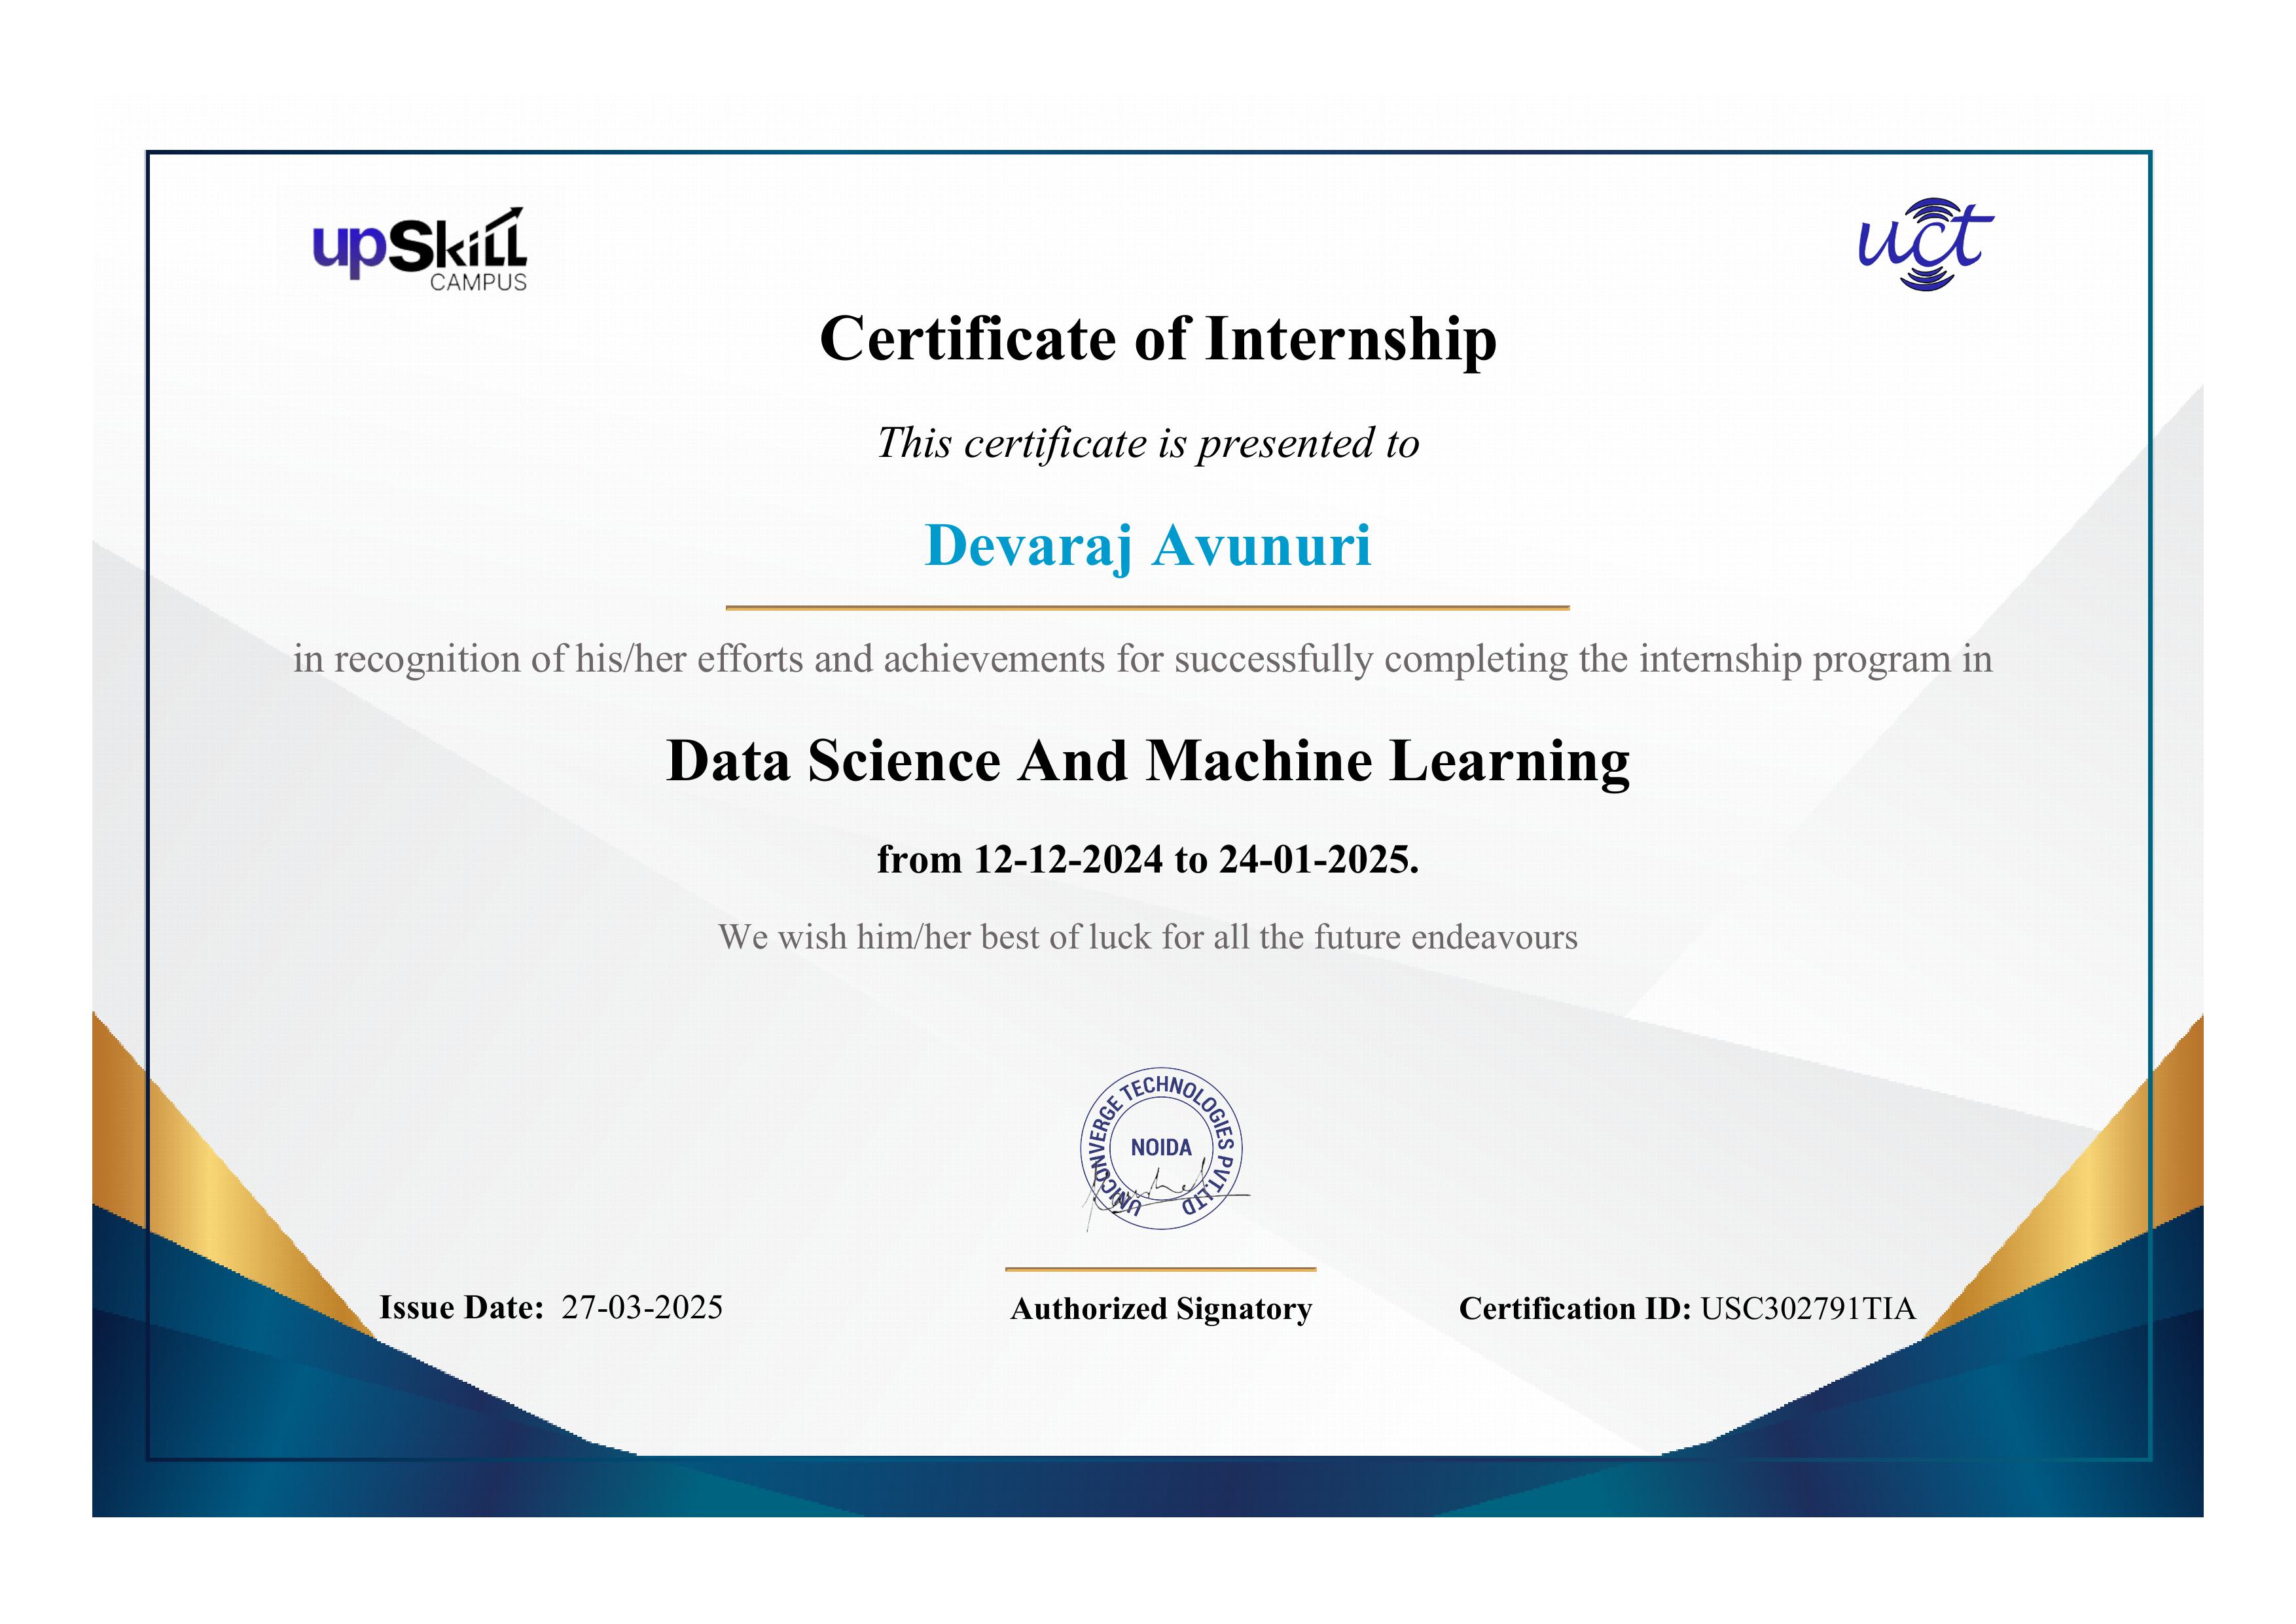 upSkill
CAMPUS
uct
Certificate of Internship
This certificate is presented to
Devaraj Avunuri
in recognition of his/her efforts and achievements for successfully completing the internship program in
Data Science And Machine Learning
from 12-12-2024 to 24-01-2025.
We wish him/her best of luck for all the future endeavours
UNICONVERGE TECHNOLOGIES PVT.LTD
NOIDA
Issue Date: 27-03-2025
Authorized Signatory
Certification ID: USC302791TIA